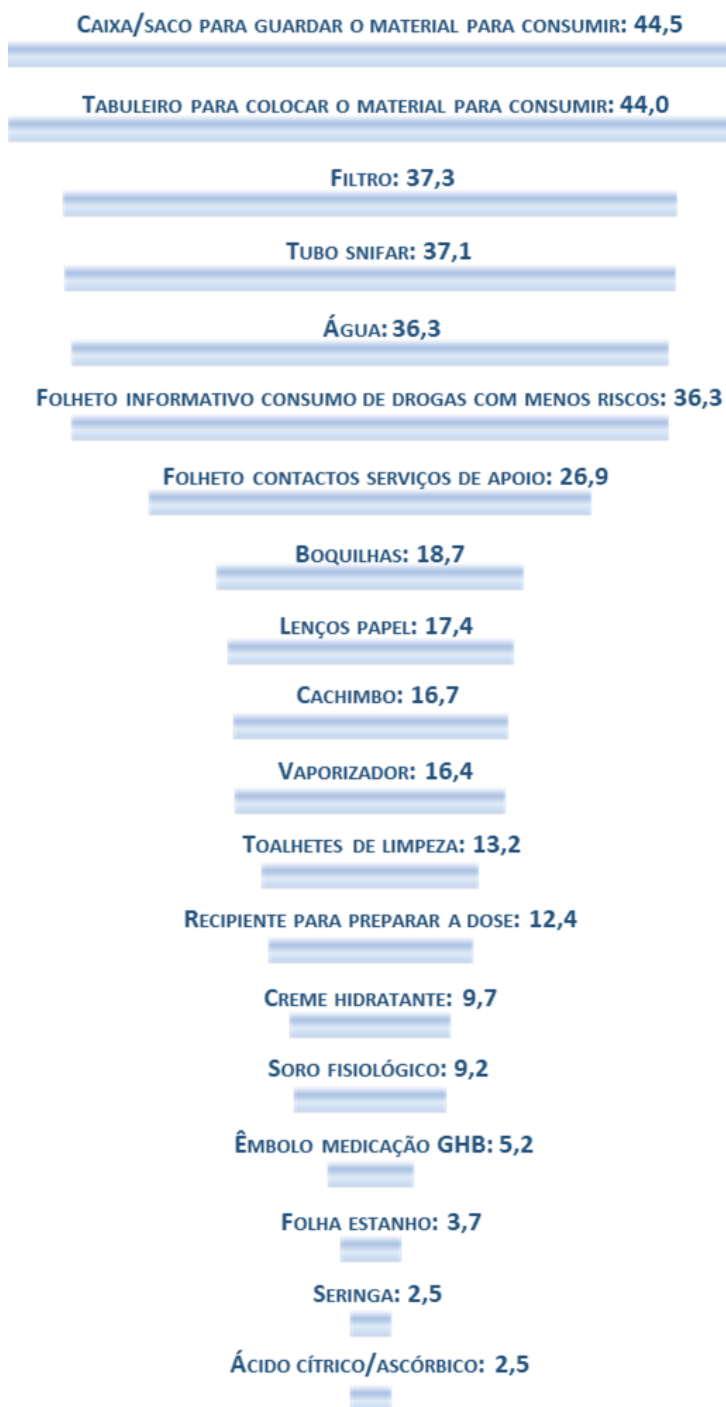 Caixa/saco para guardar o material para consumir: 44,5
Tabuleiro para colocar o material para consumir: 44,0
Filtro: 37,3
Tubo snifar: 37,1
Água: 36,3
Folheto informativo consumo de drogas com menos riscos: 36,3
Folheto contactos serviços de apoio: 26,9
Boquilhas: 18,7
Lenços papel: 17,4
Cachimbo: 16,7
Vaporizador: 16,4
Toalhetes de limpeza: 13,2
Recipiente para preparar a dose: 12,4
Creme hidratante: 9,7
Soro fisiológico: 9,2
Êmbolo medicação GHB: 5,2
Folha estanho: 3,7
Seringa: 2,5
Ácido cítrico/ascórbico: 2,5